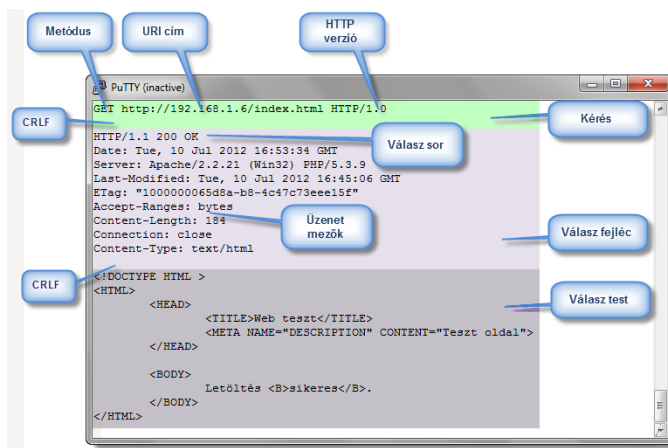 Metódus
URI cím
HTTP
verzió
PuTTY (inactive)
GET http://192.168.1.6/index.html HTTP/1.0
Kérés
CRLF
HTTP/1.1 200 OK
Válasz sor
Date: Tue, 10 Jul 2012 16:53:34 GMT
Server: Apache/2.2.21 (Win32) PHP/5.3.9
Last-Modified: Tue, 10 Jul 2012 16:45:06 GMT
ETag: "1000000065d8a-b8-4c47c73eee15f"
Accept-Ranges: bytes
Content-Length: 184
Üzenet
mezők
Connection: close
Content-Type: text/html
Válasz fejléc
CRLF
<!DOCTYPE HTML >
<HTML>
<HEAD>
<TITLE>Web teszt</TITLE>
<META NAME="DESCRIPTION" CONTENT="Teszt oldal">
</HEAD>
Válasz test
<BODY>
Letöltés <B>sikeres</B>.
</BODY>
</HTML>